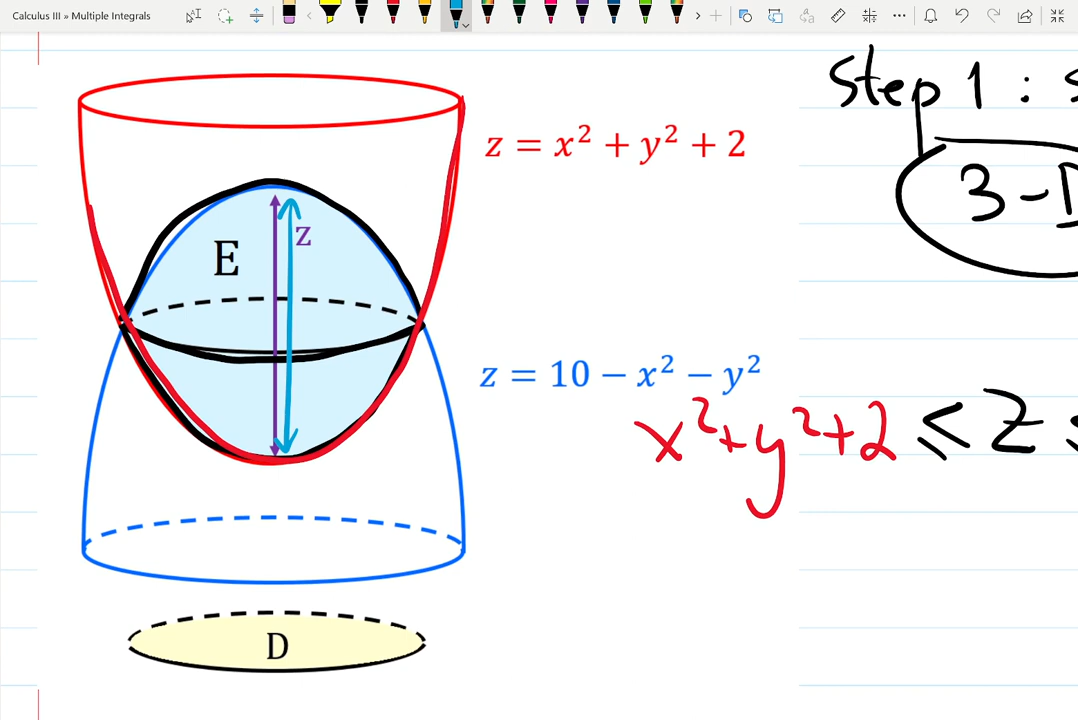 Calculus III » Multiple Integrals
Step 1 :
z = x² + y² + 2
3-D
z
E
z = 10 − x² − y²
x²+y²+2 ≤ z ≤
D